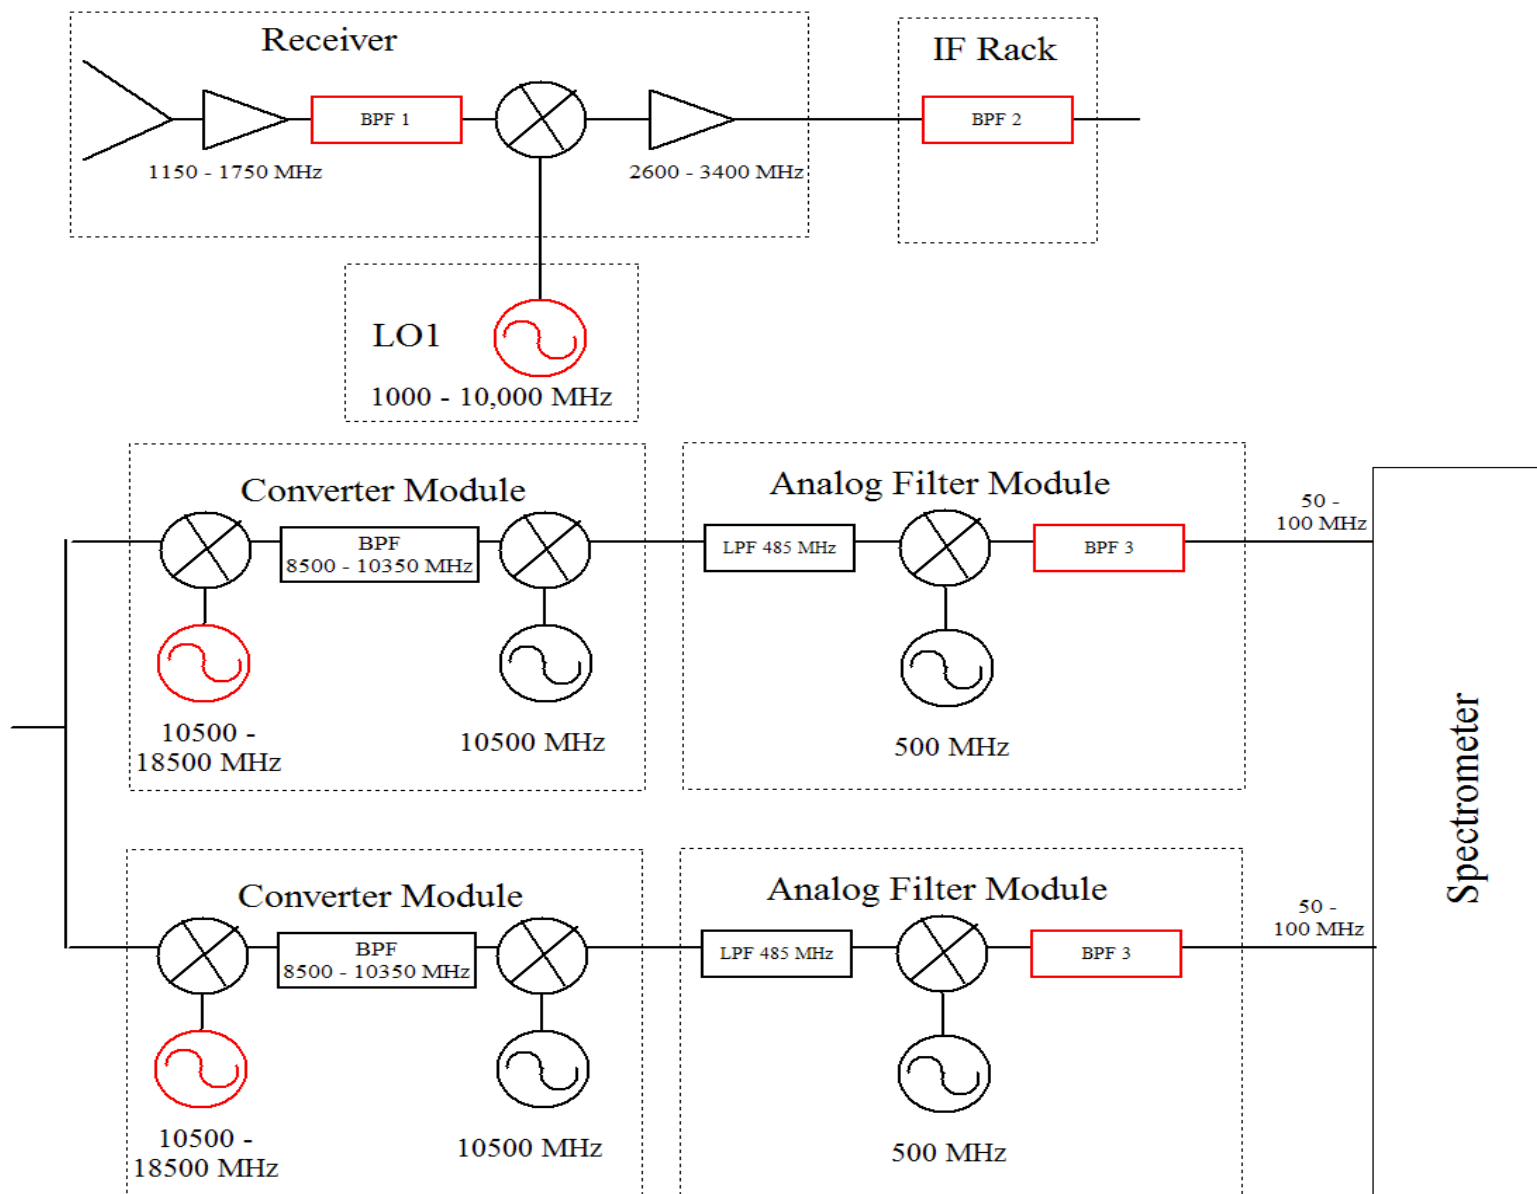 Receiver
IF Rack
BPF 1
BPF 2
1150 - 1750 MHz
2600 - 3400 MHz
LO1
1000 - 10,000 MHz
Converter Module
Analog Filter Module
50 -
100 MHz
BPF
8500 - 10350 MHz
LPF 485 MHz
BPF 3
10500 -
18500 MHz
10500 MHz
500 MHz
Spectrometer
Converter Module
Analog Filter Module
50 -
100 MHz
BPF
8500 - 10350 MHz
LPF 485 MHz
BPF 3
10500 -
18500 MHz
10500 MHz
500 MHz